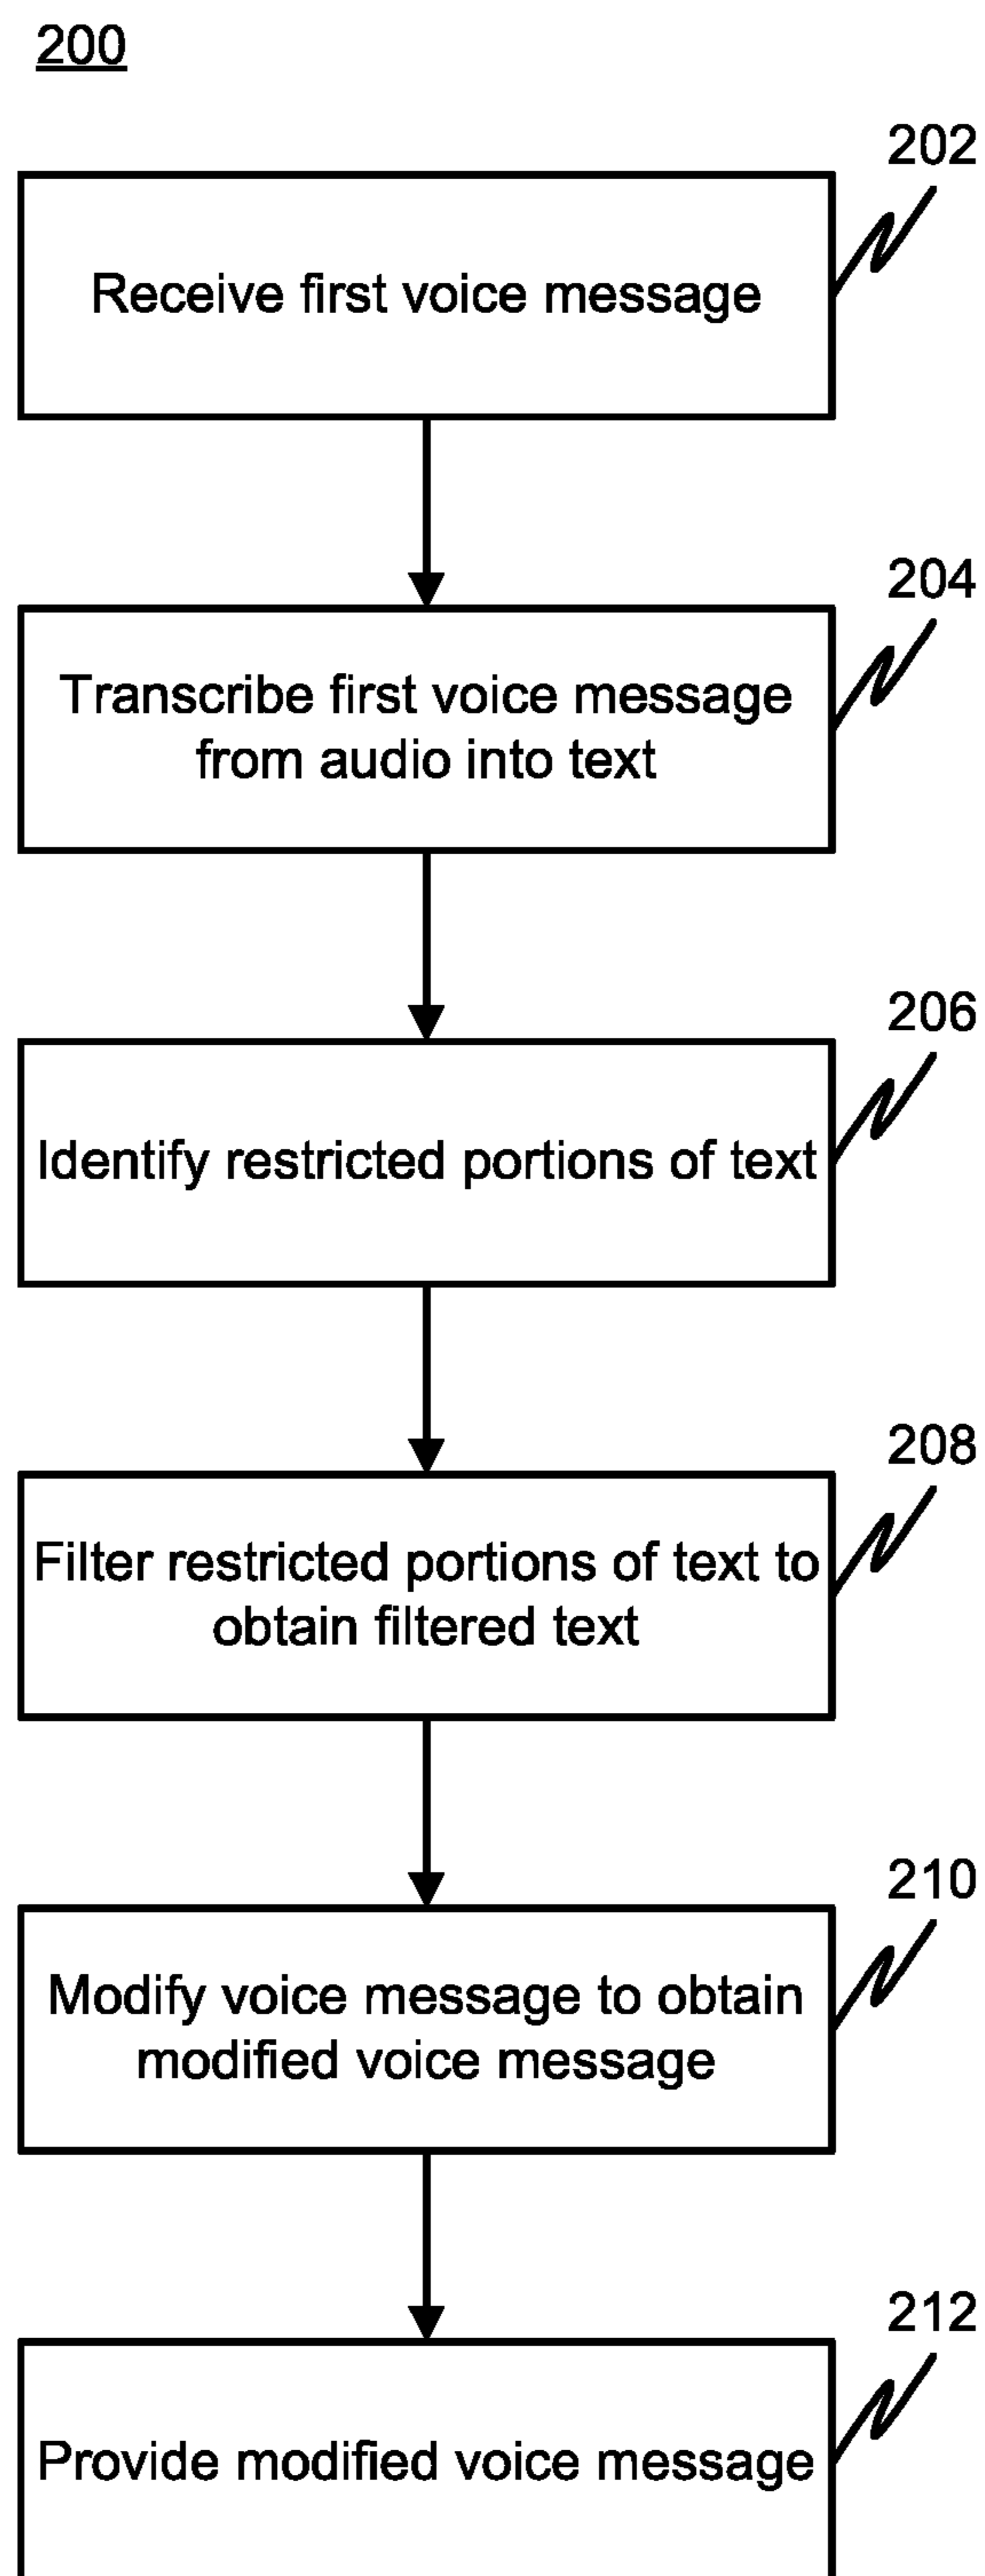 200
202
Receive first voice message
204
Transcribe first voice message
from audio into text
206
Identify restricted portions of text
208
Filter restricted portions of text to
obtain filtered text
210
Modify voice message to obtain
modified voice message
212
Provide modified voice message